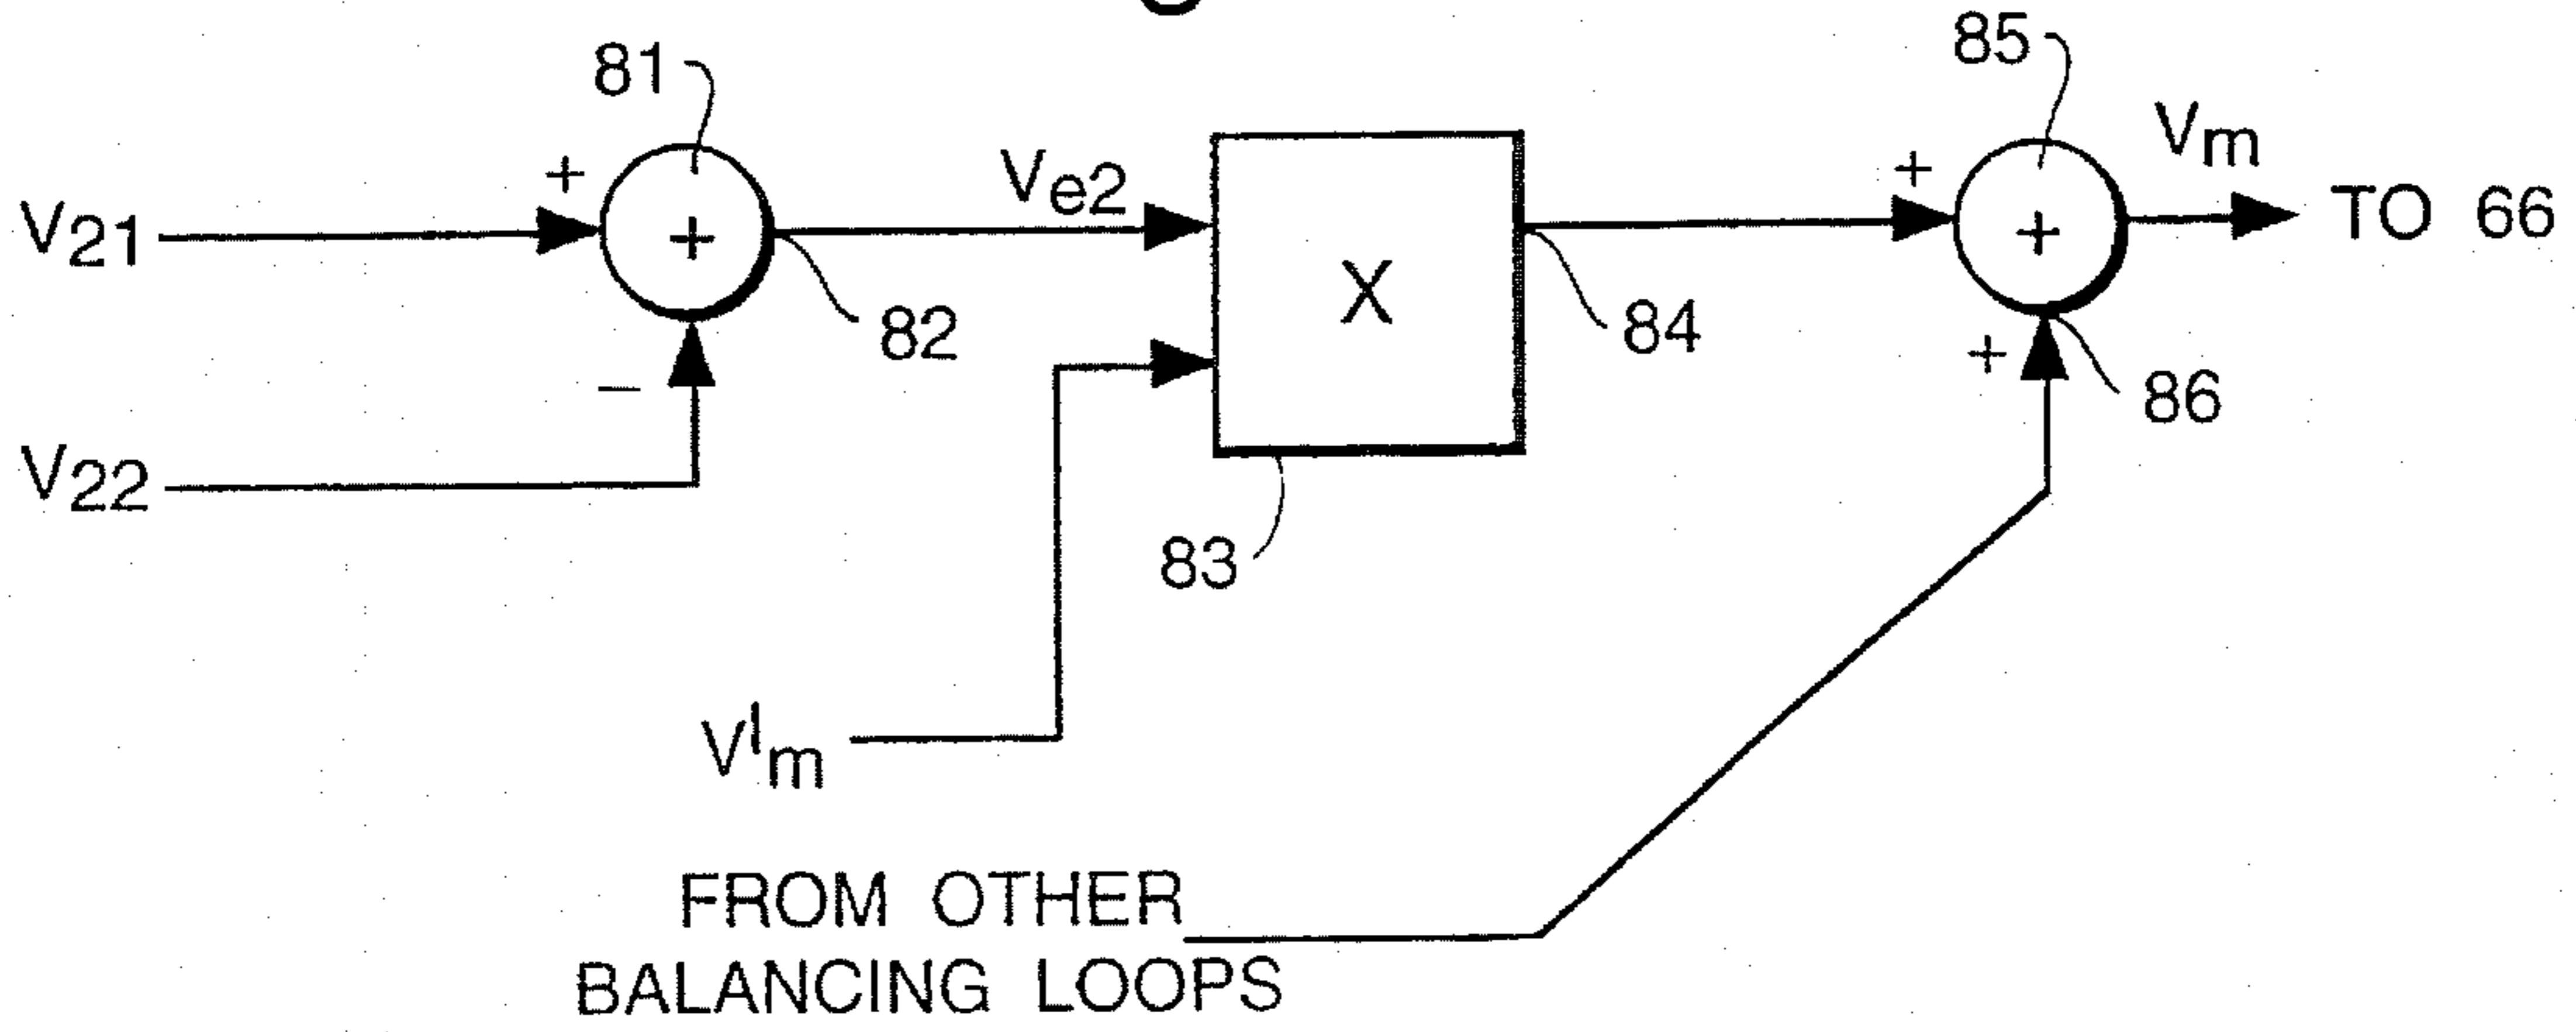 81
85
+
V21
+
Ve2
X
+
+
Vm
TO 66
82
84
–
+
86
V22
83
V'm
FROM OTHER
BALANCING LOOPS